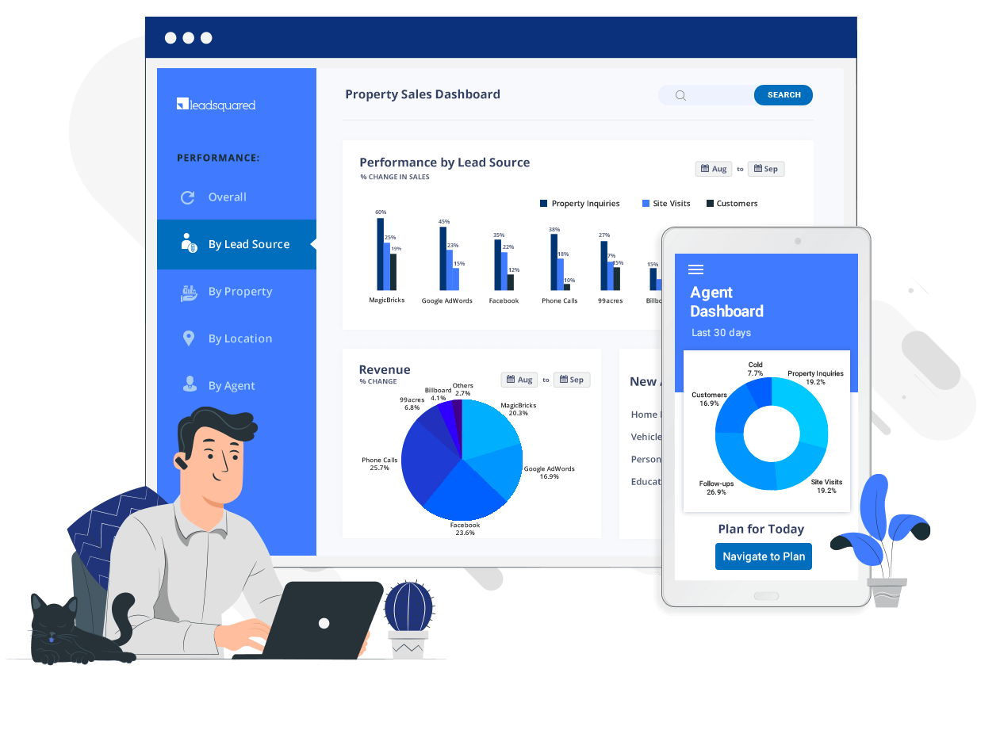 leadsquared
PERFORMANCE:
Overall
By Lead Source
By Property
By Location
By Agent
Property Sales Dashboard
SEARCH
Performance by Lead Source
% CHANGE IN SALES
Aug to Sep
Property Inquiries Site Visits Customers
60% 25% 19%
45% 23% 15%
35% 22% 12%
38% 18% 10%
27% 7% 15%
15%
MagicBricks Google AdWords Facebook Phone Calls 99acres Billbo
Revenue
% CHANGE
Aug to Sep
Others
2.7%
Billboard
4.1%
99acres
6.8%
MagicBricks
20.3%
Phone Calls
25.7%
Google AdWords
16.9%
Facebook
23.6%
New
Home
Vehicle
Person
Educat
Agent
Dashboard
Last 30 days
Cold
7.7%
Property Inquiries
19.2%
Customers
16.9%
Follow-ups
26.9%
Site Visits
19.2%
Plan for Today
Navigate to Plan